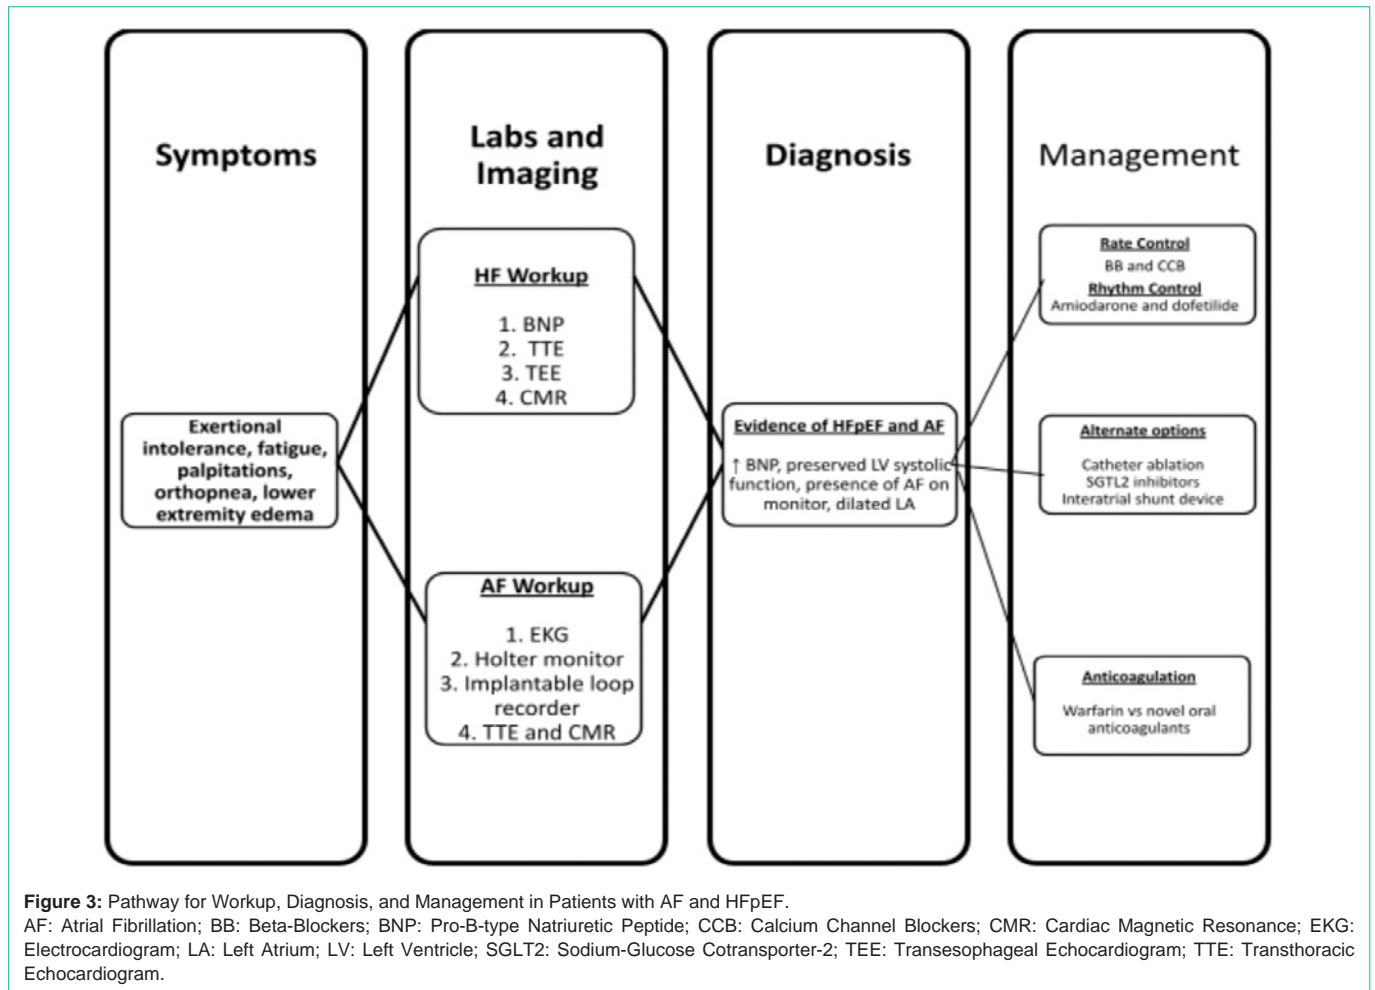 Symptoms
Exertional
intolerance, fatigue,
palpitations,
orthopnea, lower
extremity edema
Labs and
Imaging
HF Workup
1. BNP
2. TTE
3. TEE
4. CMR
AF Workup
1. EKG
2. Holter monitor
3. Implantable loop
recorder
4. TTE and CMR
Diagnosis
Evidence of HFpEF and AF
↑ BNP, preserved LV systolic
function, presence of AF on
monitor, dilated LA
Management
Rate Control
BB and CCB
Rhythm Control
Amiodarone and dofetilide
Alternate options
Catheter ablation
SGTL2 inhibitors
Interatrial shunt device
Anticoagulation
Warfarin vs novel oral
anticoagulants
Figure 3: Pathway for Workup, Diagnosis, and Management in Patients with AF and HFpEF.
AF: Atrial Fibrillation; BB: Beta-Blockers; BNP: Pro-B-type Natriuretic Peptide; CCB: Calcium Channel Blockers; CMR: Cardiac Magnetic Resonance; EKG:
Electrocardiogram; LA: Left Atrium; LV: Left Ventricle; SGLT2: Sodium-Glucose Cotransporter-2; TEE: Transesophageal Echocardiogram; TTE: Transthoracic
Echocardiogram.